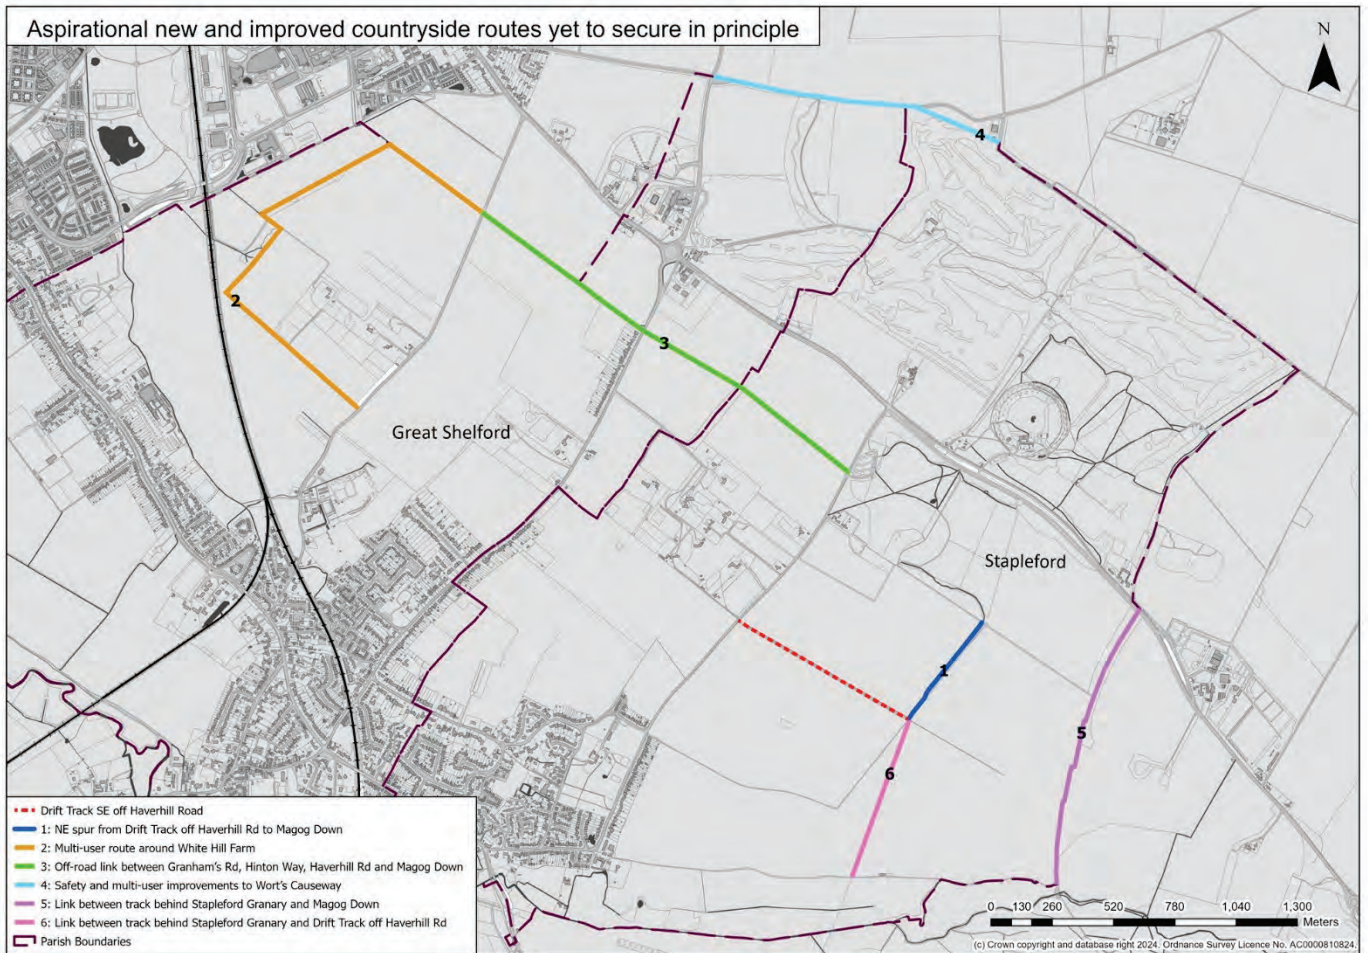 Aspirational new and improved countryside routes yet to secure in principle
N
4
2
3
Great Shelford
Stapleford
1
5
6
Drift Track SE off Haverhill Road
1: NE spur from Drift Track off Haverhill Rd to Magog Down
2: Multi-user route around White Hill Farm
3: Off-road link between Granham's Rd, Hinton Way, Haverhill Rd and Magog Down
4: Safety and multi-user improvements to Wort's Causeway
5: Link between track behind Stapleford Granary and Magog Down
6: Link between track behind Stapleford Granary and Drift Track off Haverhill Rd
Parish Boundaries
0 130 260 520 780 1,040 1,300
Meters
(c) Crown copyright and database right 2024. Ordnance Survey Licence No. AC0000810824.